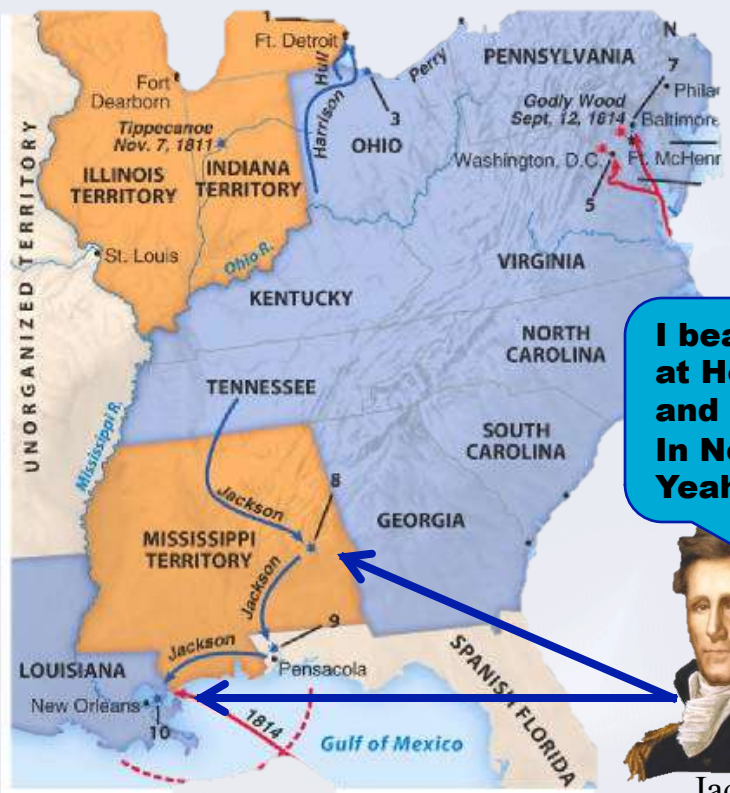 1
Ft. Detroit
Hull
Perry
PENNSYLVANIA
N
7
Fort
Dearborn
Harrison
3
Godly Wood
Sept, 12, 1814
Baltimore
Tippecanoe
Nov. 7, 1811
OHIO
Washington, D.C.
Ft. McHenr
ILLINOIS
TERRITORY
INDIANA
TERRITORY
5
UNORGANIZED TERRITORY
St. Louis
Ohio R.
VIRGINIA
KENTUCKY
NORTH
CAROLINA
I bea
at Ho
and
In Ne
Yeah
TENNESSEE
Mississippi R.
SOUTH
CAROLINA
Jackson
8
GEORGIA
MISSISSIPPI
TERRITORY
Jackson
9
Jackson
Pensacola
LOUISIANA
SPANISH FLORIDA
New Orleans
10
1814
Gulf of Mexico